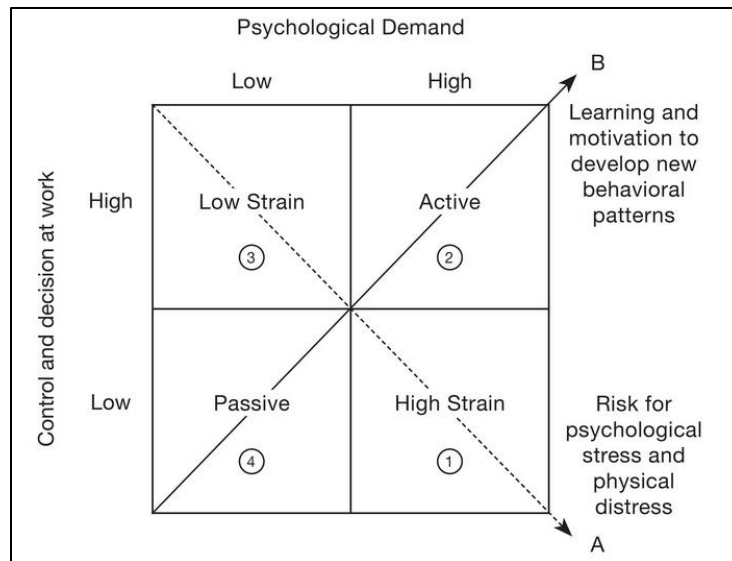 Psychological Demand
Low
High
B
Learning and
motivation to
develop new
behavioral
patterns
Control and decision at work
High
Low Strain
Active
3
2
Low
Passive
High Strain
4
1
Risk for
psychological
stress and
physical
distress
A